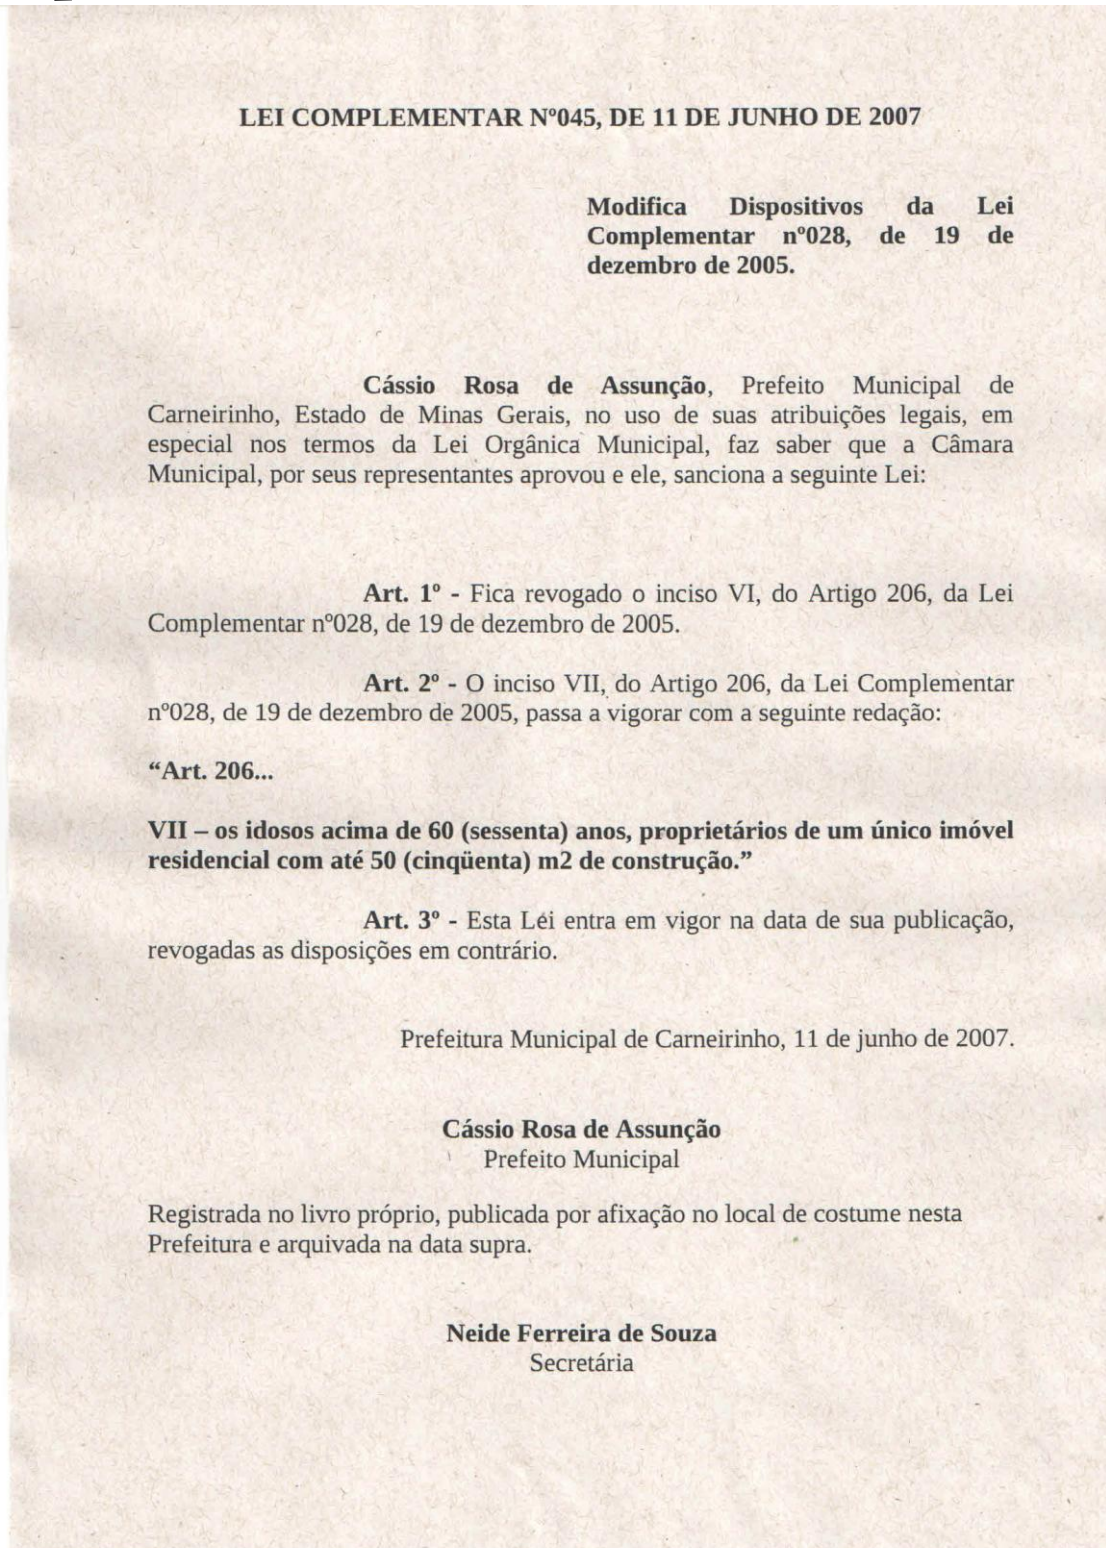 LEI COMPLEMENTAR Nº045, DE 11 DE JUNHO DE 2007
Modifica Dispositivos da Lei
Complementar nº028, de 19 de
dezembro de 2005.
Cássio Rosa de Assunção, Prefeito Municipal de
Carneirinho, Estado de Minas Gerais, no uso de suas atribuições legais, em
especial nos termos da Lei Orgânica Municipal, faz saber que a Câmara
Municipal, por seus representantes aprovou e ele, sanciona a seguinte Lei:
Art. 1º - Fica revogado o inciso VI, do Artigo 206, da Lei
Complementar nº028, de 19 de dezembro de 2005.
Art. 2º - O inciso VII, do Artigo 206, da Lei Complementar
nº028, de 19 de dezembro de 2005, passa a vigorar com a seguinte redação:
“Art. 206...
VII – os idosos acima de 60 (sessenta) anos, proprietários de um único imóvel
residencial com até 50 (cinqüenta) m2 de construção.”
Art. 3º - Esta Lei entra em vigor na data de sua publicação,
revogadas as disposições em contrário.
Prefeitura Municipal de Carneirinho, 11 de junho de 2007.
Cássio Rosa de Assunção
Prefeito Municipal
Registrada no livro próprio, publicada por afixação no local de costume nesta
Prefeitura e arquivada na data supra.
Neide Ferreira de Souza
Secretária